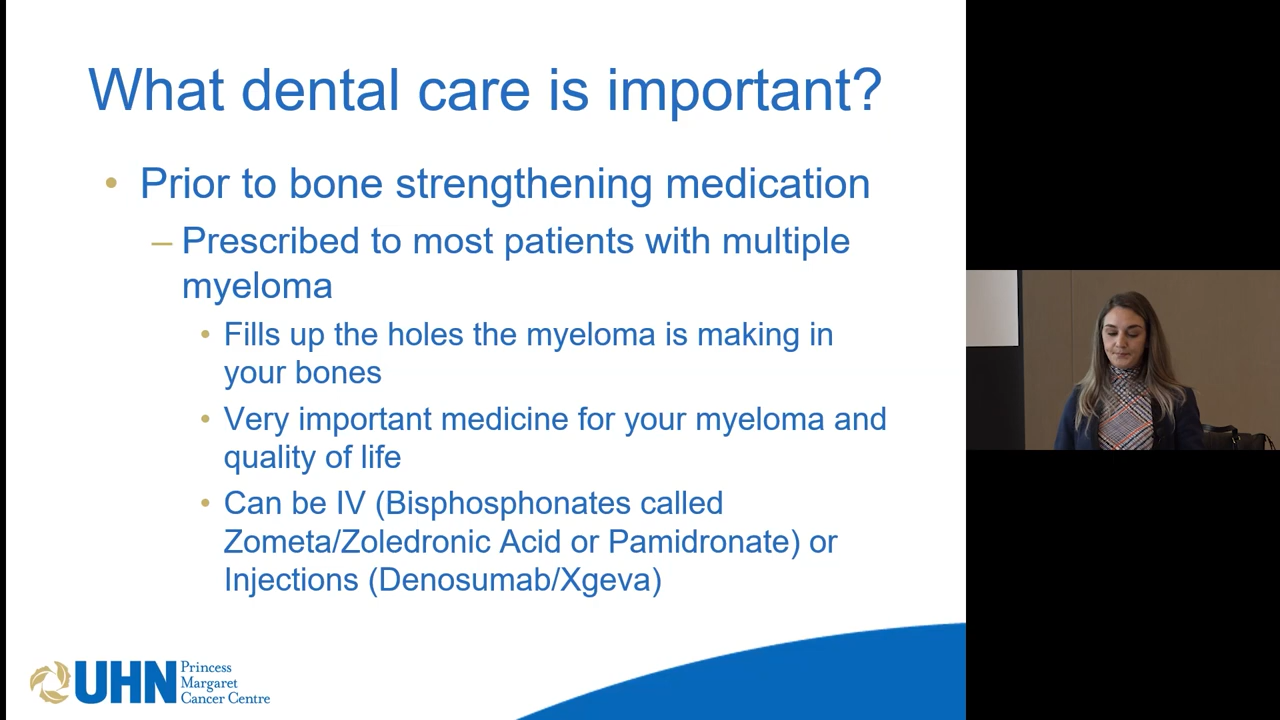 What dental care is important?
• Prior to bone strengthening medication
– Prescribed to most patients with multiple
myeloma
• Fills up the holes the myeloma is making in
your bones
• Very important medicine for your myeloma and
quality of life
• Can be IV (Bisphosphonates called
Zometa/Zoledronic Acid or Pamidronate) or
Injections (Denosumab/Xgeva)
UHN
Princess
Margaret
Cancer Centre